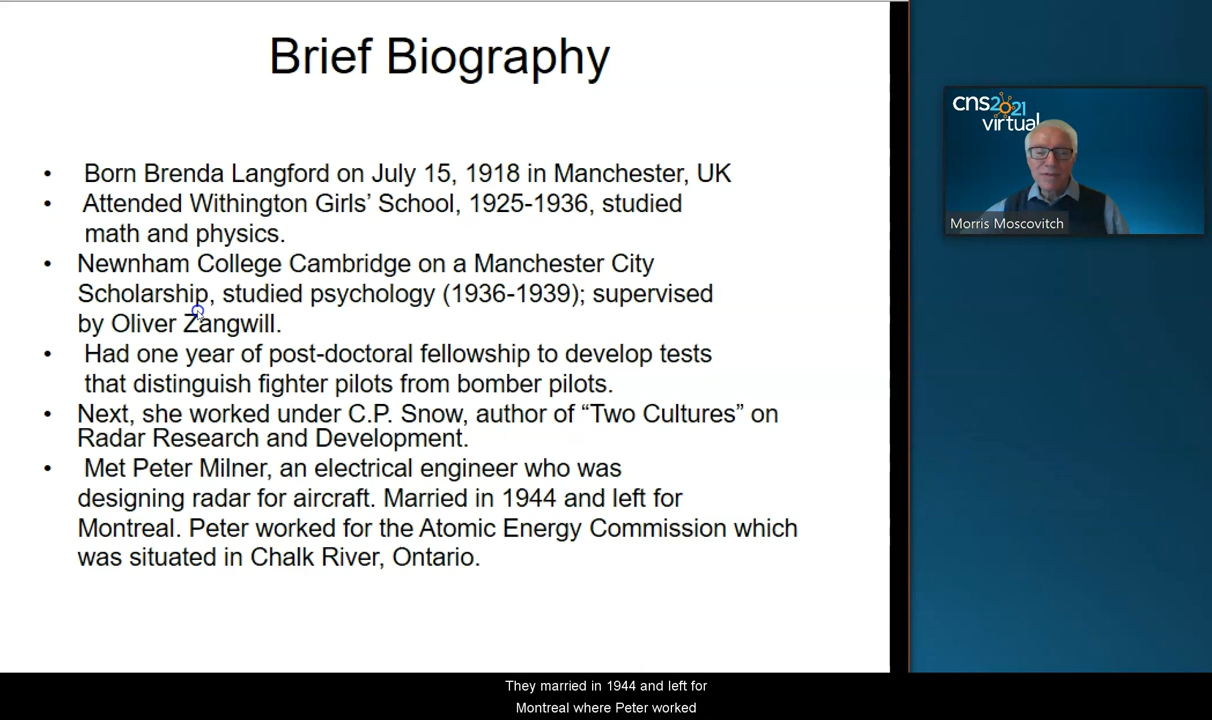 Brief Biography
• Born Brenda Langford on July 15, 1918 in Manchester, UK
• Attended Withington Girls’ School, 1925-1936, studied
math and physics.
• Newnham College Cambridge on a Manchester City
Scholarship, studied psychology (1936-1939); supervised
by Oliver Zangwill.
• Had one year of post-doctoral fellowship to develop tests
that distinguish fighter pilots from bomber pilots.
• Next, she worked under C.P. Snow, author of “Two Cultures” on
Radar Research and Development.
• Met Peter Milner, an electrical engineer who was
designing radar for aircraft. Married in 1944 and left for
Montreal. Peter worked for the Atomic Energy Commission which
was situated in Chalk River, Ontario.
cns2021
virtual
Morris Moscovitch
They married in 1944 and left for
Montreal where Peter worked